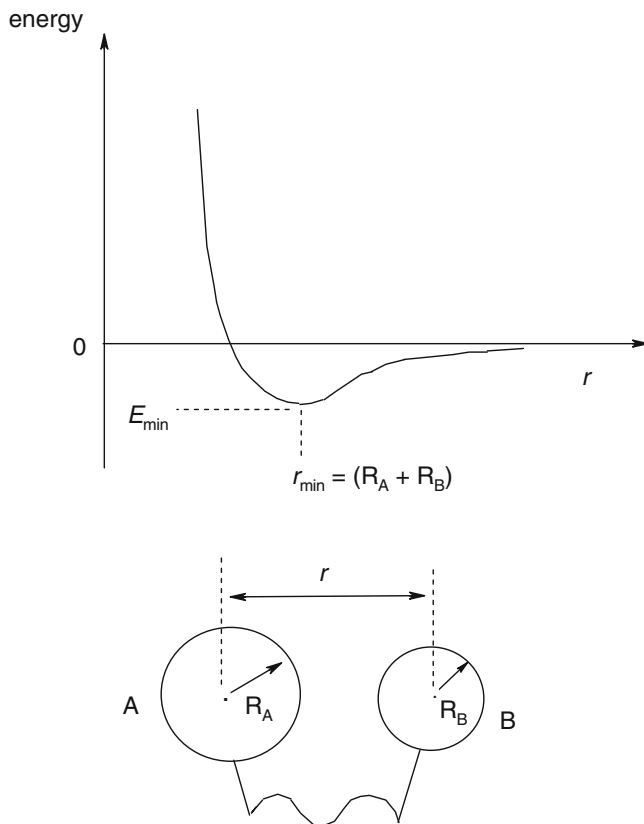 energy
0
r
E_min
r_min = (R_A + R_B)
r
A
R_A
R_B
B